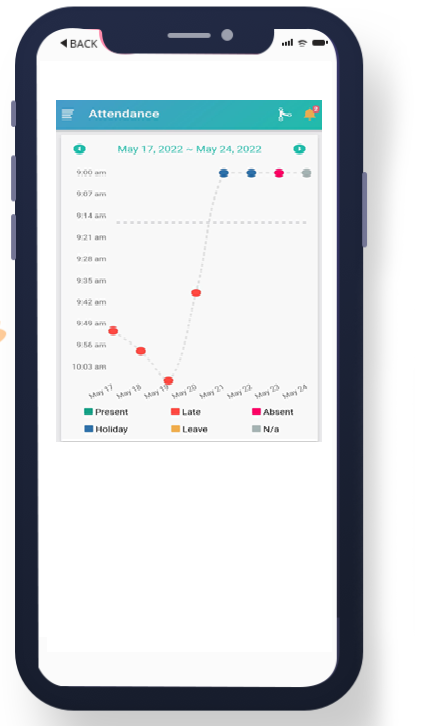 BACK
Attendance
2
May 17, 2022 ~ May 24, 2022
9:00 am
9:07 am
9:14 am
9:21 am
9:28 am
9:35 am
9:42 am
9:49 am
9:56 am
10:03 am
May 17 May 18 May 19 May 20 May 21 May 22 May 23 May 24
Present Late Absent
Holiday Leave N/a